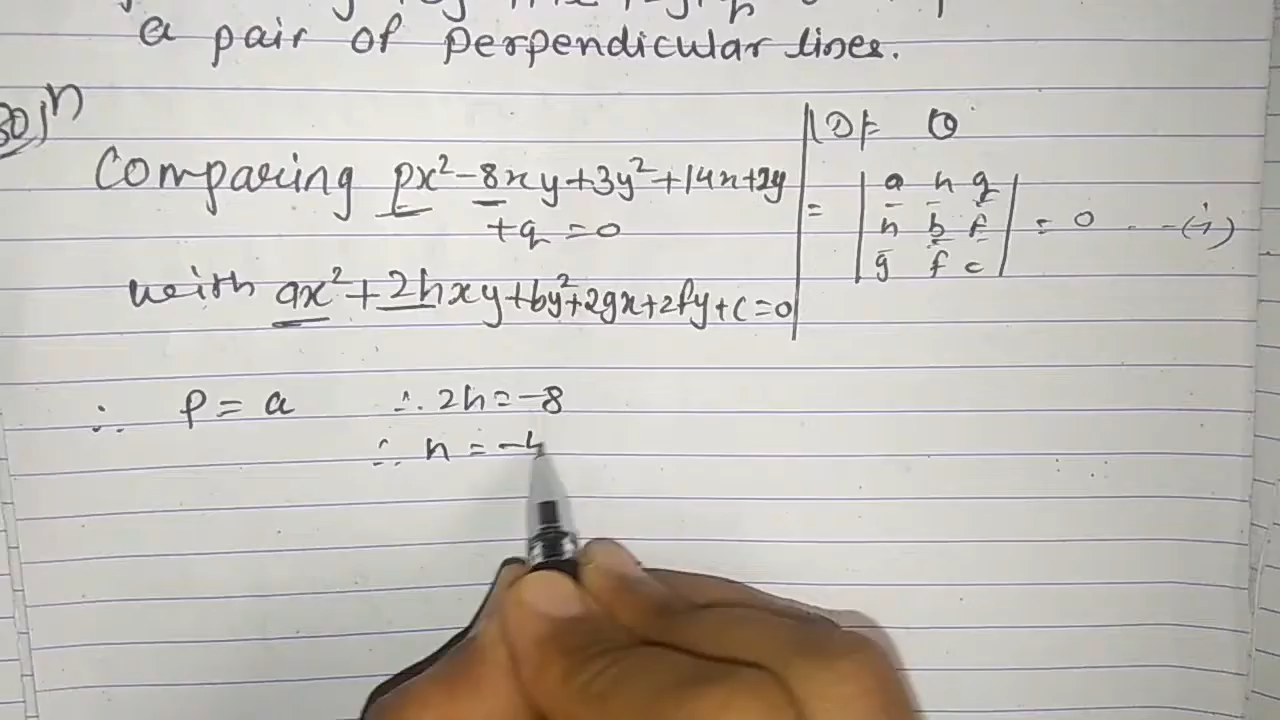 a pair of perpendicular lines.
Soln
Comparing px²-8xy+3y²+14x+2y
+q=0
with ax²+2hxy+by²+2gx+2fy+c=0
|D|= 0
= | a h g |
| h b f | = 0 - -(i)
| g f c |
∴ p = a ∴ 2h=-8
∴ h = -4